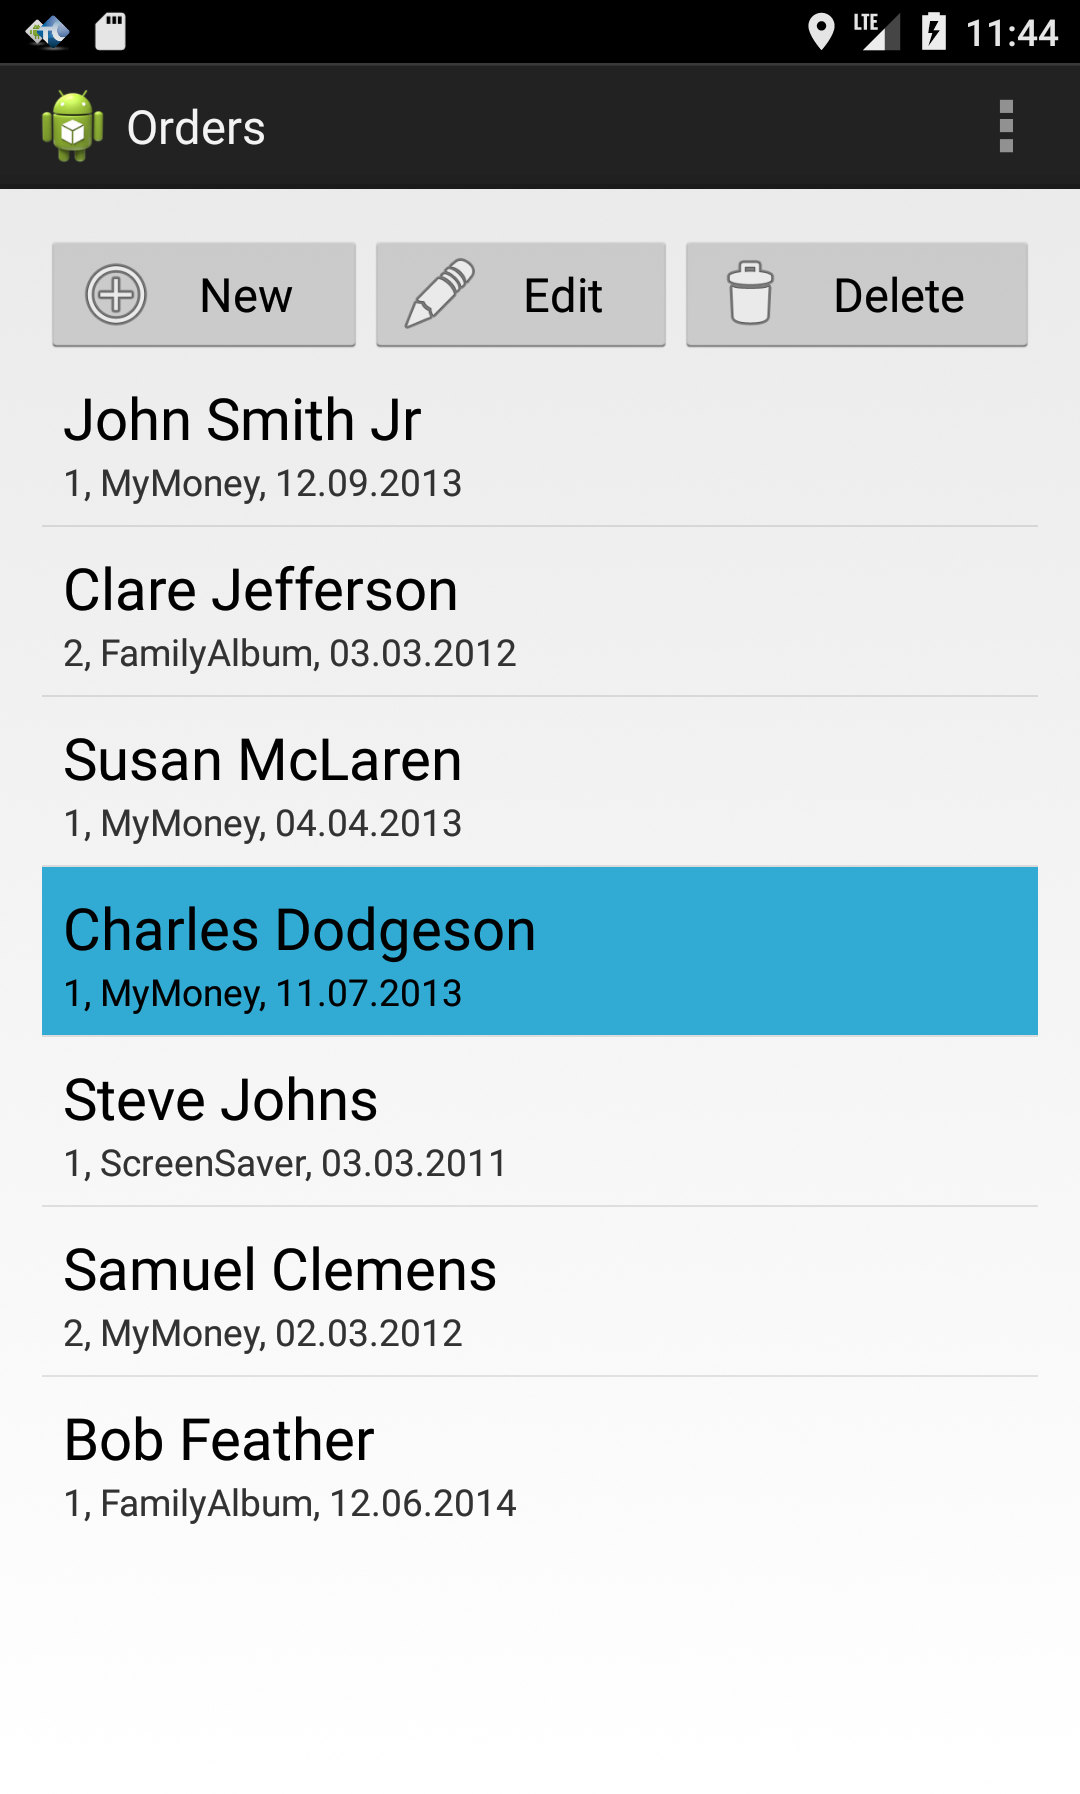 LTE 11:44
Orders
New Edit Delete
John Smith Jr
1, MyMoney, 12.09.2013
Clare Jefferson
2, FamilyAlbum, 03.03.2012
Susan McLaren
1, MyMoney, 04.04.2013
Charles Dodgeson
1, MyMoney, 11.07.2013
Steve Johns
1, ScreenSaver, 03.03.2011
Samuel Clemens
2, MyMoney, 02.03.2012
Bob Feather
1, FamilyAlbum, 12.06.2014